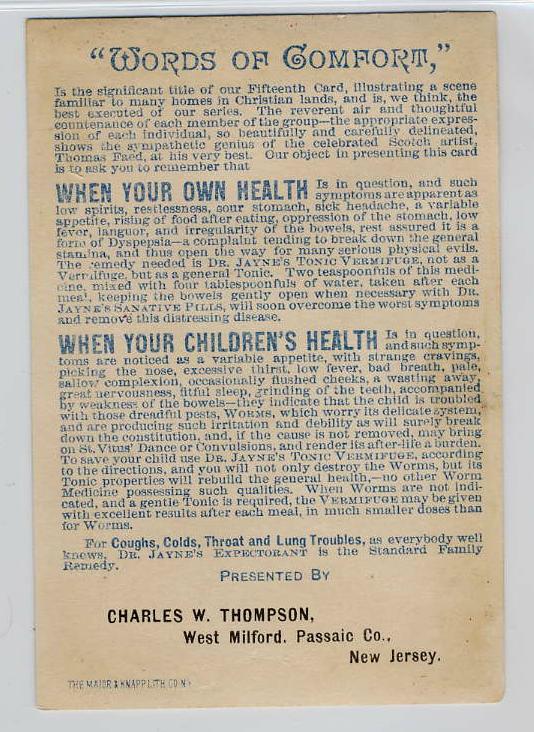 “WORDS OF COMFORT,”
Is the significant title of our Fifteenth Card, illustrating a scene
familiar to many homes in Christian lands, and is, we think, the
best executed of our series. The reverent air and thoughtful
countenance of each member of the group—the appropriate expres-
sion of each individual, so beautifully and carefully delineated,
shows the sympathetic genius of the celebrated Scotch artist,
Thomas Faed, at his very best. Our object in presenting this card
is to ask you to remember that
WHEN YOUR OWN HEALTH Is in question, and such
symptoms are apparent as
low spirits, restlessness, sour stomach, sick headache, a variable
appetite, rising of food after eating, oppression of the stomach, low
fever, languor, and irregularity of the bowels, rest assured it is a
form of Dyspepsia—a complaint tending to break down the general
stamina, and thus open the way for many serious physical evils.
The remedy needed is DR. JAYNE'S TONIC VERMIFUGE, not as a
Vermifuge, but as a general Tonic. Two teaspoonfuls of this medi-
cine, mixed with four tablespoonfuls of water, taken after each
meal, keeping the bowels gently open when necessary with DR.
JAYNE'S SANATIVE PILLS, will soon overcome the worst symptoms
and remove this distressing disease.
WHEN YOUR CHILDREN'S HEALTH Is in question,
and such symp-
toms are noticed as a variable appetite, with strange cravings,
picking the nose, excessive thirst, low fever, bad breath, pale,
sallow complexion, occasionally flushed cheeks, a wasting away,
great nervousness, fitful sleep, grinding of the teeth, accompanied
by weakness of the bowels—they indicate that the child is troubled
with those dreadful pests, WORMS, which worry its delicate system,
and are producing such irritation and debility as will surely break
down the constitution, and, if the cause is not removed, may bring
on St. Vitus' Dance or Convulsions, and render its after-life a burden.
To save your child use DR. JAYNE'S TONIC VERMIFUGE, according
to the directions, and you will not only destroy the Worms, but its
Tonic properties will rebuild the general health,—no other Worm
Medicine possessing such qualities. When Worms are not indi-
cated, and a gentle Tonic is required, the VERMIFUGE may be given
with excellent results after each meal, in much smaller doses than
for Worms.
For Coughs, Colds, Throat and Lung Troubles, as everybody well
knows, DR. JAYNE'S EXPECTORANT is the Standard Family
Remedy.
PRESENTED BY
CHARLES W. THOMPSON,
West Milford. Passaic Co.,
New Jersey.
THE MAJOR & KNAPP LITH CO N.Y